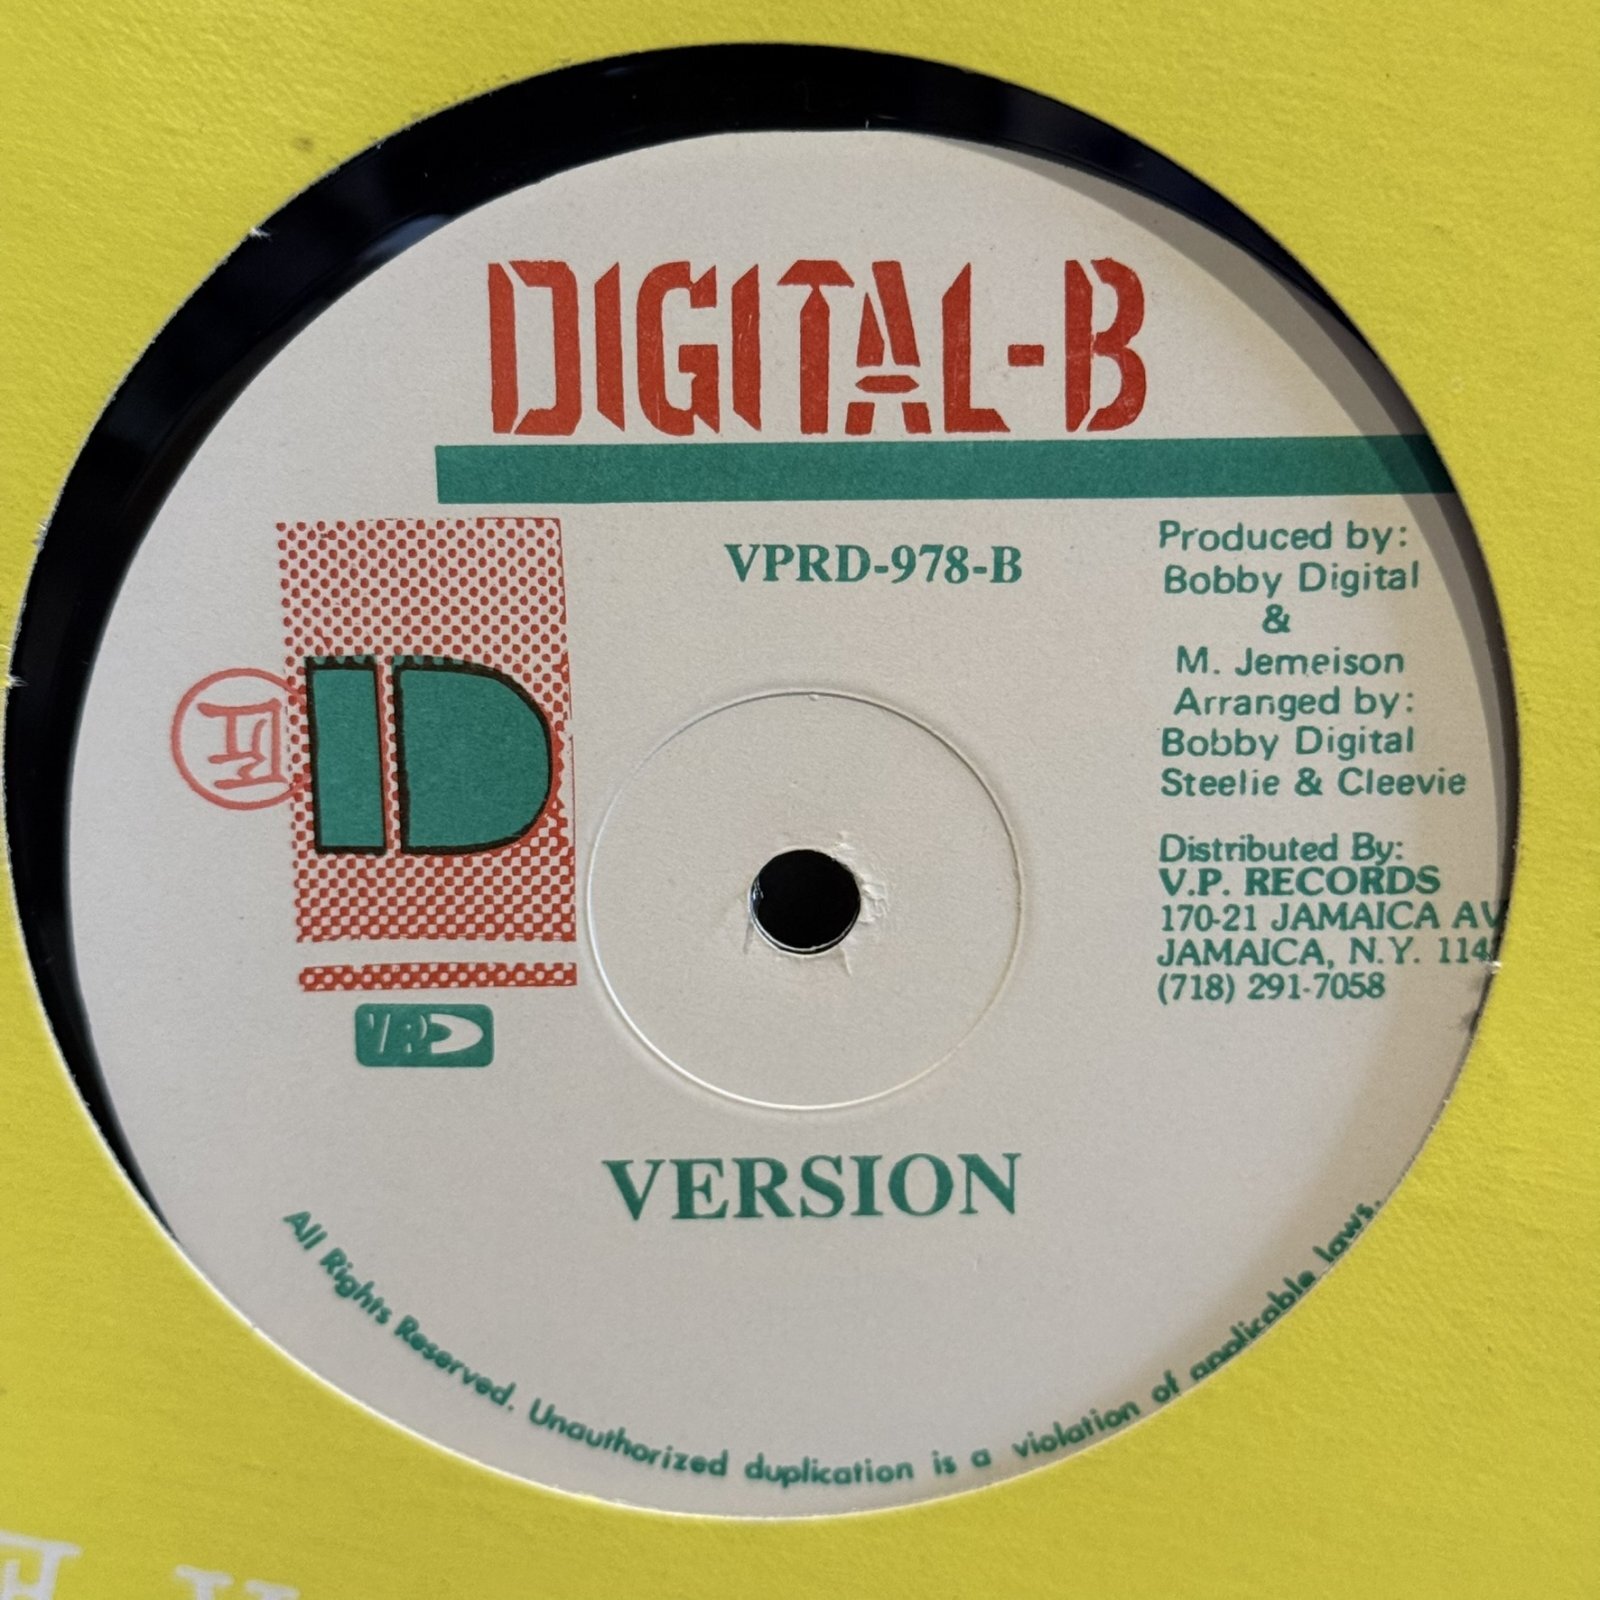 DIGITAL-B
VPRD-978-B
Produced by:
Bobby Digital
&
M. Jemeison
Arranged by:
Bobby Digital
Steelie & Cleevie
Distributed By:
V.P. RECORDS
170-21 JAMAICA AV
JAMAICA, N.Y. 114
(718) 291-7058
D
VP
VERSION
All Rights Reserved. Unauthorized duplication is a violation of applicable laws.